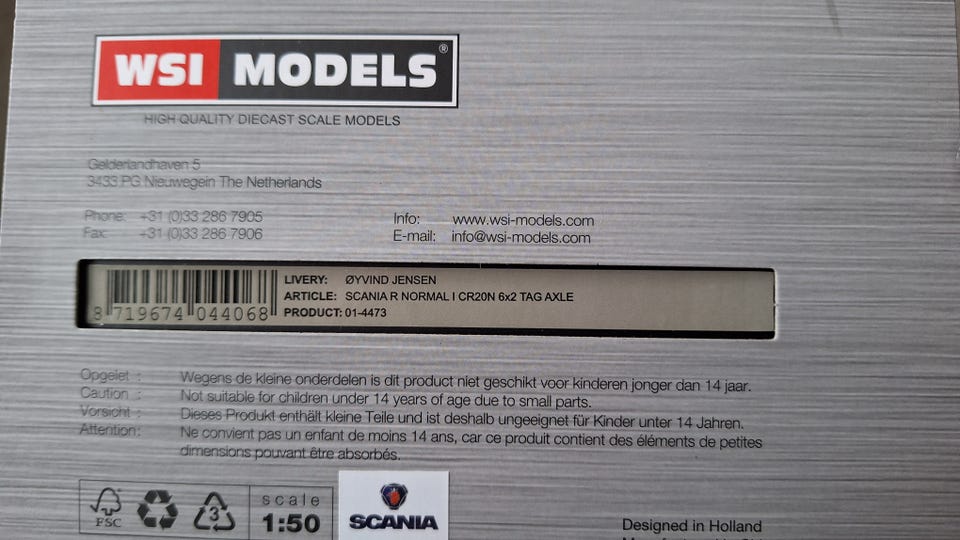 WSI MODELS®
HIGH QUALITY DIECAST SCALE MODELS
Gelderlandhaven 5
3433 PG Nieuwegein The Netherlands
Phone: +31 (0)33 286 7905
Fax: +31 (0)33 286 7906
Info: www.wsi-models.com
E-mail: info@wsi-models.com
8 719674 044068
LIVERY: ØYVIND JENSEN
ARTICLE: SCANIA R NORMAL I CR20N 6x2 TAG AXLE
PRODUCT: 01-4473
Opgelet : Wegens de kleine onderdelen is dit product niet geschikt voor kinderen jonger dan 14 jaar.
Caution : Not suitable for children under 14 years of age due to small parts.
Vorsicht : Dieses Produkt enthält kleine Teile und ist deshalb ungeeignet für Kinder unter 14 Jahren.
Attention: Ne convient pas un enfant de moins 14 ans, car ce produit contient des éléments de petites
dimensions pouvant être absorbés.
FSC
3
scale
1:50
SCANIA
Designed in Holland